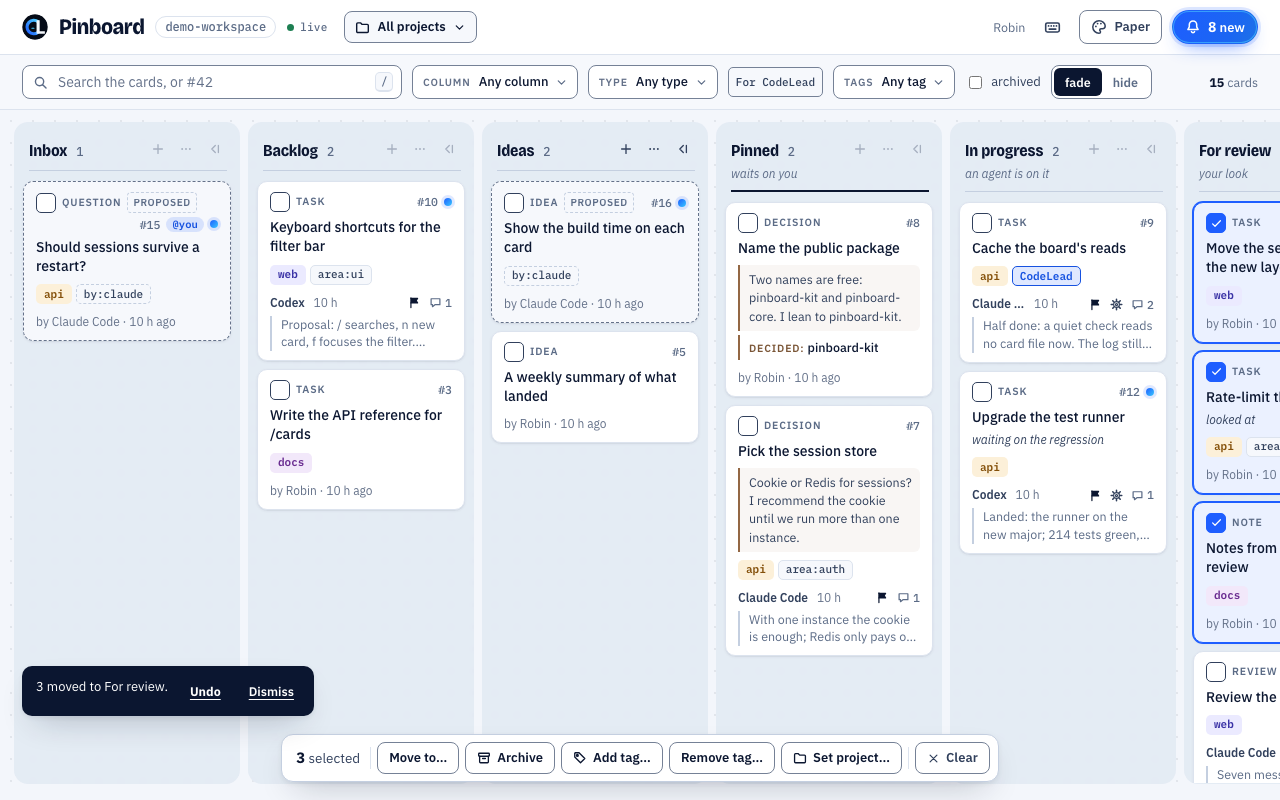 Pinboard demo-workspace live All projects Robin Paper 8 new
Search the cards, or #42 / COLUMN Any column TYPE Any type For CodeLead TAGS Any tag archived fade hide 15 cards
Inbox 1
QUESTION PROPOSED
#15 @you
Should sessions survive a
restart?
api by:claude
by Claude Code · 10 h ago
Backlog 2
TASK #10
Keyboard shortcuts for the
filter bar
web area:ui
Codex 10 h 1
Proposal: / searches, n new
card, f focuses the filter....
TASK #3
Write the API reference for
/cards
docs
by Robin · 10 h ago
Ideas 2
IDEA PROPOSED #16
Show the build time on each
card
by:claude
by Claude Code · 10 h ago
IDEA #5
A weekly summary of what
landed
by Robin · 10 h ago
Pinned 2
waits on you
DECISION #8
Name the public package
Two names are free:
pinboard-kit and pinboard-
core. I lean to pinboard-kit.
DECIDED: pinboard-kit
by Robin · 10 h ago
DECISION #7
Pick the session store
Cookie or Redis for sessions?
I recommend the cookie
until we run more than one
instance.
api area:auth
Claude Code 10 h 1
With one instance the cookie
is enough; Redis only pays o...
In progress 2
an agent is on it
TASK #9
Cache the board's reads
api CodeLead
Claude ... 10 h 2
Half done: a quiet check reads
no card file now. The log still...
TASK #12
Upgrade the test runner
waiting on the regression
api
Codex 10 h 1
Landed: the runner on the
new major; 214 tests green,...
For review
your look
TASK
Move the se
the new lay
web
by Robin · 10
TASK
Rate-limit t
looked at
api area
by Robin · 10
NOTE
Notes from
review
docs
by Robin · 10
REVIEW
Review the
web
Claude Code
Seven mess
3 moved to For review. Undo Dismiss
3 selected Move to... Archive Add tag... Remove tag... Set project... Clear